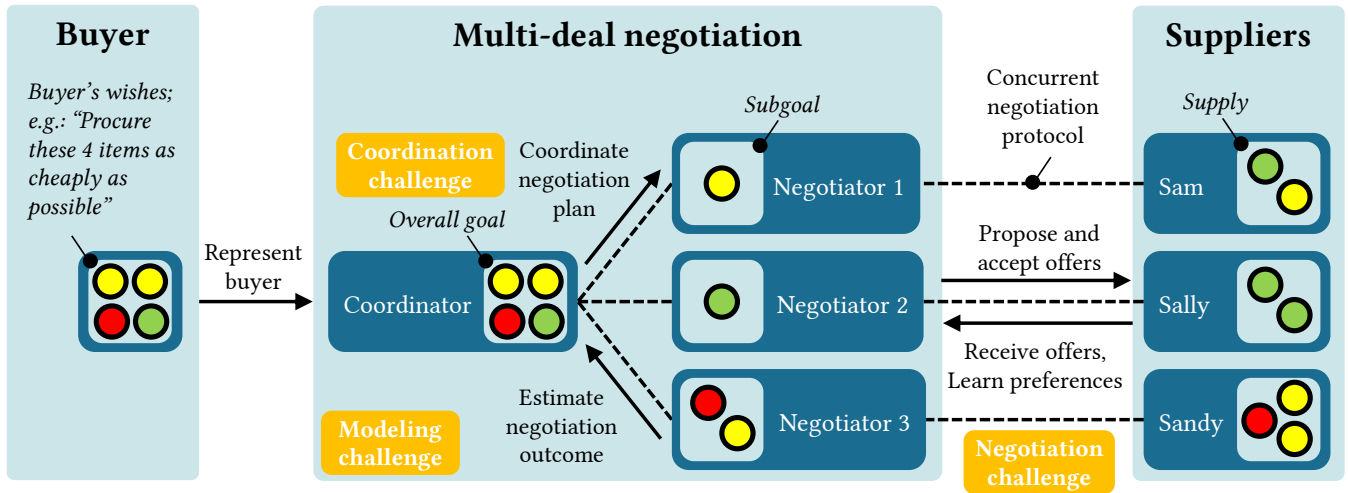 Buyer
Buyer's wishes;
e.g.: “Procure
these 4 items as
cheaply as
possible”
Represent
buyer
Multi-deal negotiation
Coordination
challenge
Coordinate
negotiation
plan
Overall goal
Coordinator
Modeling
challenge
Estimate
negotiation
outcome
Subgoal
Negotiator 1
Negotiator 2
Negotiator 3
Concurrent
negotiation
protocol
Propose and
accept offers
Receive offers,
Learn preferences
Negotiation
challenge
Suppliers
Supply
Sam
Sally
Sandy